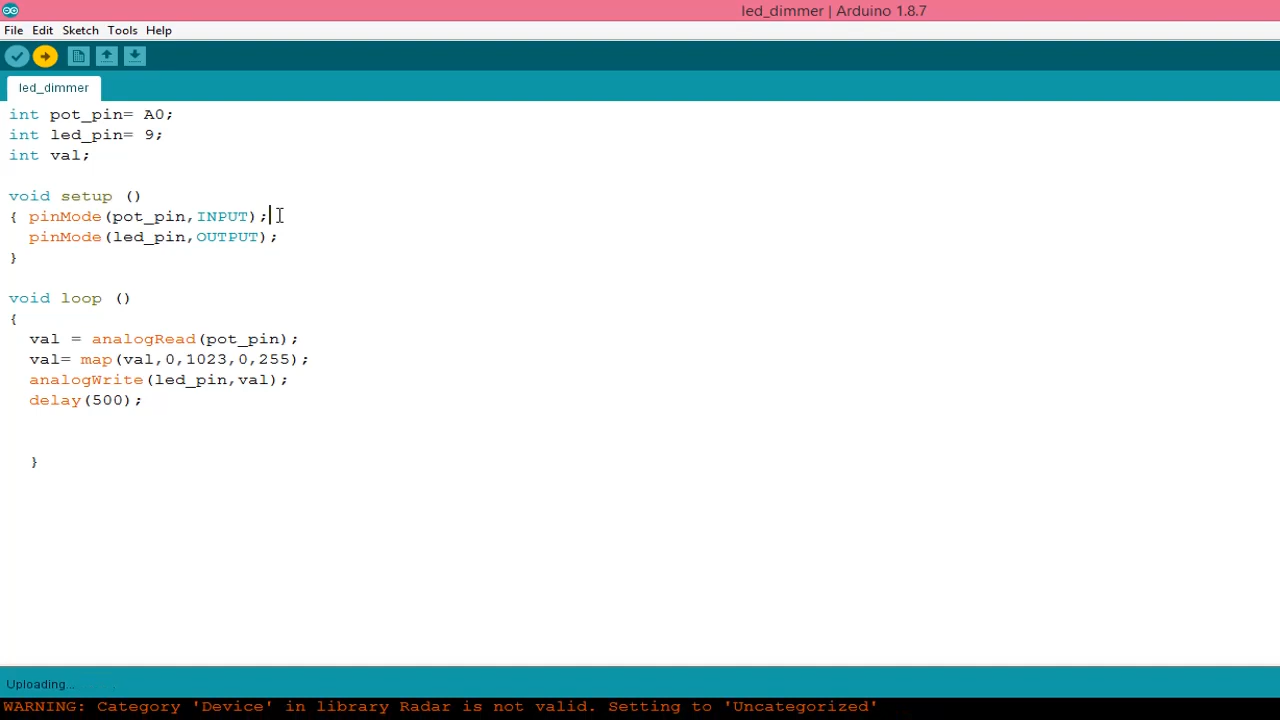 led_dimmer | Arduino 1.8.7
File Edit Sketch Tools Help
led_dimmer
int pot_pin= A0;
int led_pin= 9;
int val;
void setup ()
{ pinMode(pot_pin,INPUT);
pinMode(led_pin,OUTPUT);
}
void loop ()
{
val = analogRead(pot_pin);
val= map(val,0,1023,0,255);
analogWrite(led_pin,val);
delay(500);
}
Uploading...
WARNING: Category 'Device' in library Radar is not valid. Setting to 'Uncategorized'